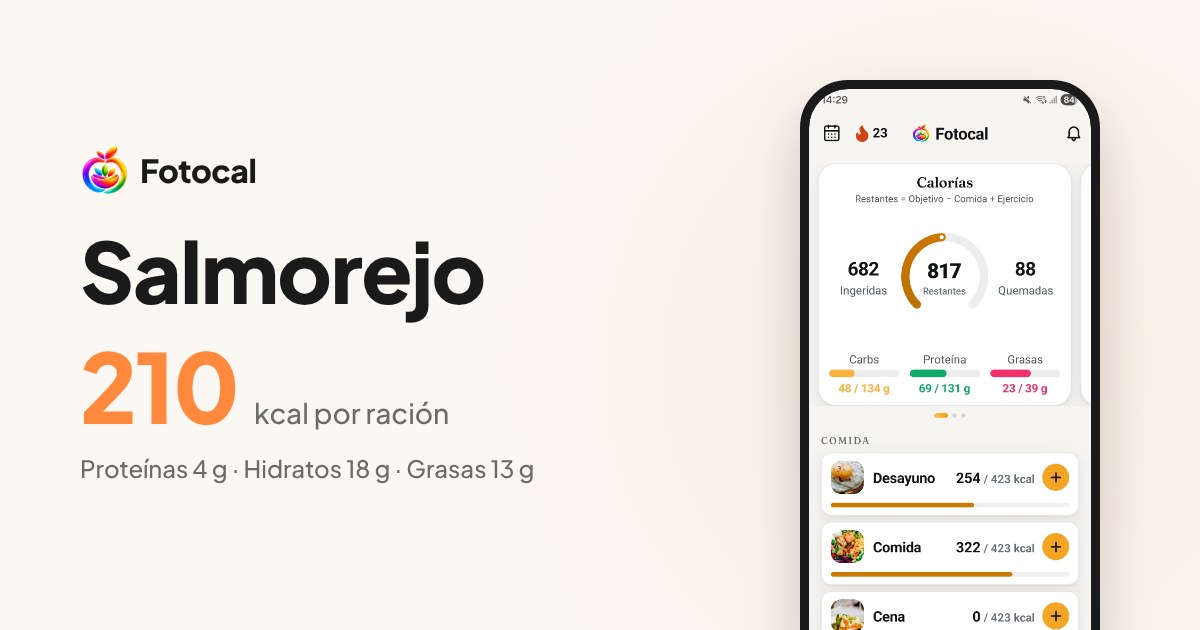 Fotocal
Salmorejo
210 kcal por ración
Proteínas 4 g · Hidratos 18 g · Grasas 13 g
14:29
84
23
Fotocal
Calorías
Restantes = Objetivo − Comida + Ejercicio
682
Ingeridas
817
Restantes
88
Quemadas
Carbs
Proteína
Grasas
48 / 134 g
69 / 131 g
23 / 39 g
COMIDA
Desayuno 254 / 423 kcal
Comida 322 / 423 kcal
Cena 0 / 423 kcal